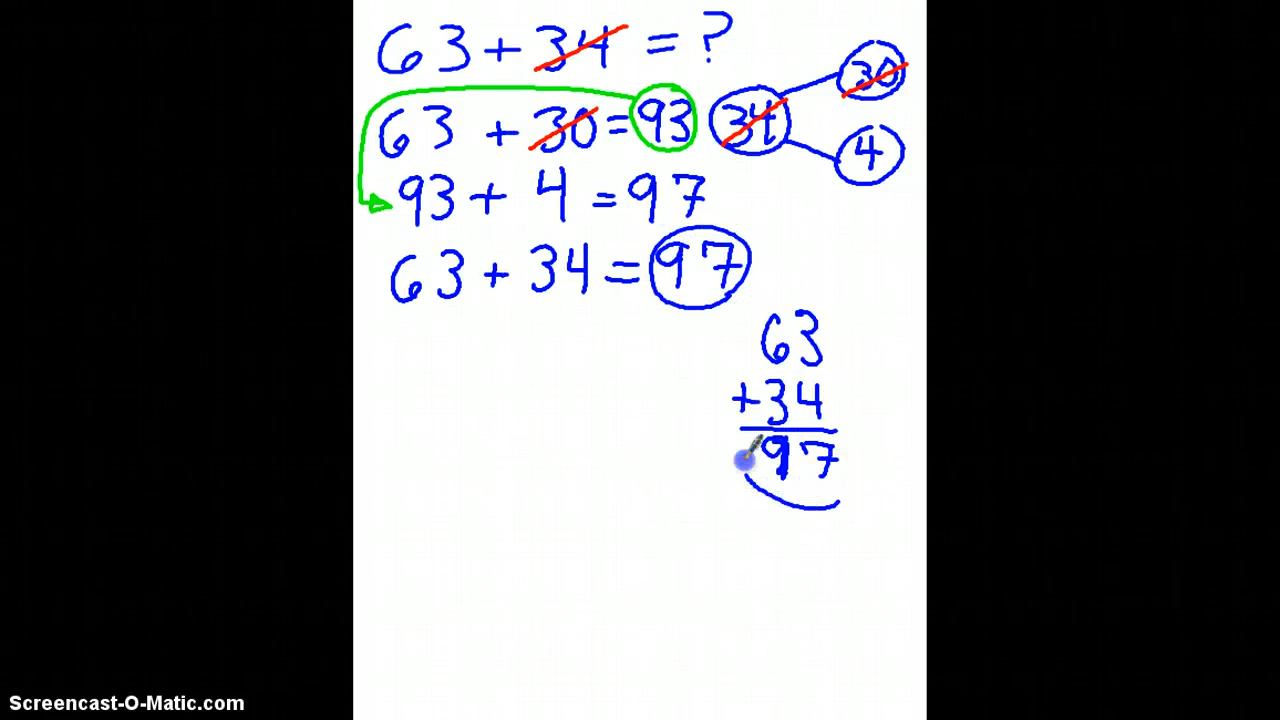 63 + 34 = ?
63 + 30 = 93
34
30
4
93 + 4 = 97
63 + 34 = 97
63
+34
97
Screencast-O-Matic.com